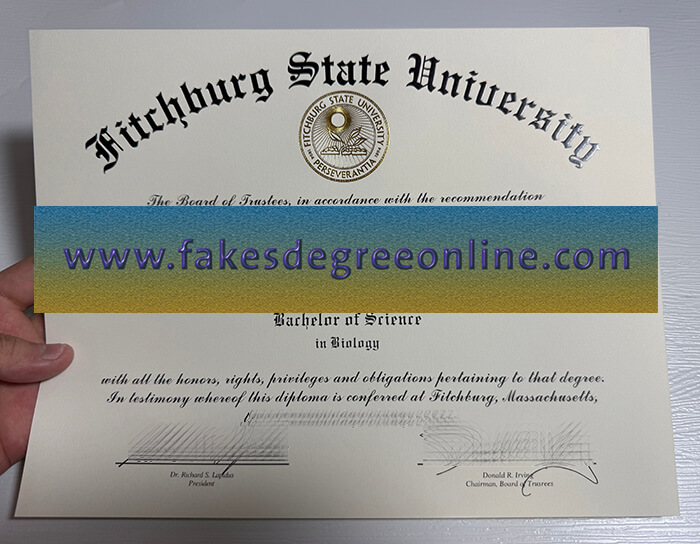 Fitchburg State University
FITCHBURG STATE UNIVERSITY
1894 1894
PERSEVERANTIA
The Board of Trustees, in accordance with the recommendation
www.fakesdegreeonline.com
Bachelor of Science
in Biology
with all the honors, rights, privileges and obligations pertaining to that degree.
In testimony whereof this diploma is conferred at Fitchburg, Massachusetts,
Dr. Richard S. Lapidus
President
Donald R. Irving
Chairman, Board of Trustees